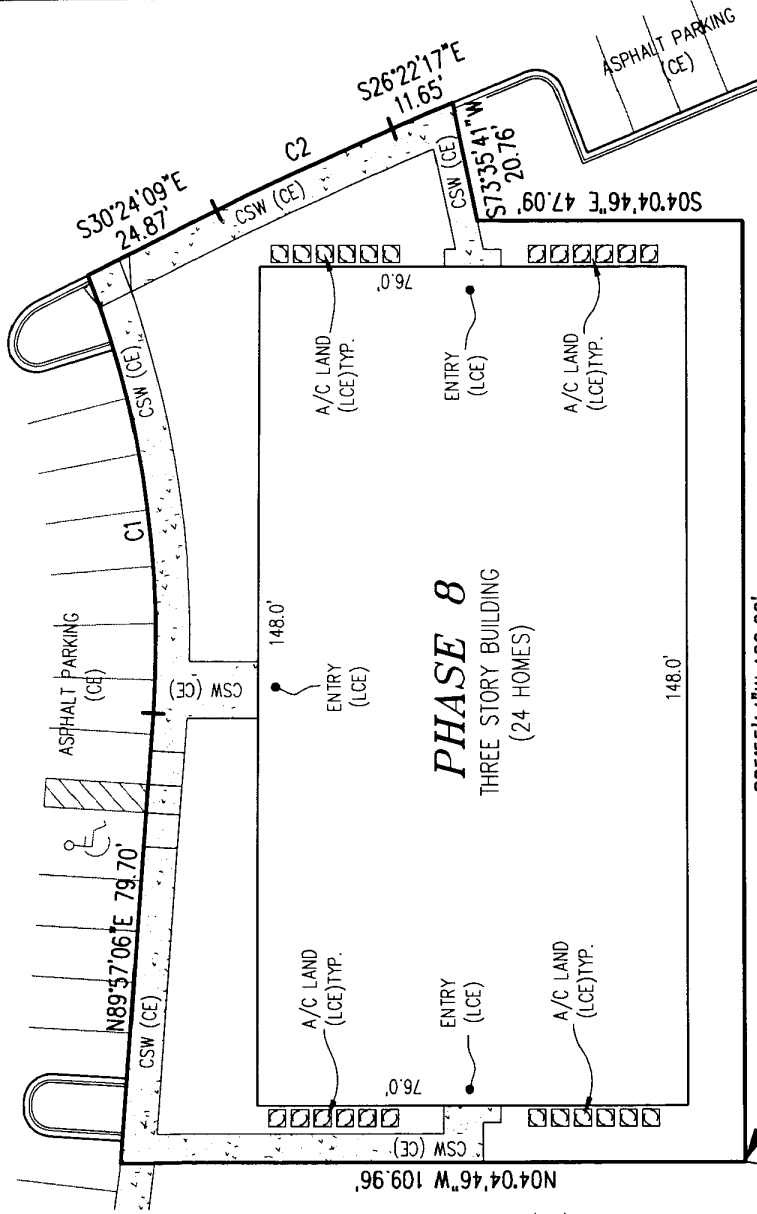 ASPHALT PARKING
(CE)
S26°22'17"E
11.65'
C2
S30°24'09"E
24.87'
CSW (CE)
CSW (CE)
S73°35'41"W
20.76'
S04°04'46"E 47.09'
CSW (CE)
C1
ASPHALT PARKING
(CE)
N89°57'06"E 79.70'
CSW (CE)
CSW (CE)
148.0'
ENTRY
(LCE)
A/C LAND
(LCE)TYP.
76.0'
ENTRY
(LCE)
A/C LAND
(LCE)TYP.
PHASE 8
THREE STORY BUILDING
(24 HOMES)
148.0'
A/C LAND
(LCE)TYP.
ENTRY
(LCE)
76.0'
A/C LAND
(LCE)TYP.
CSW (CE)
N04°04'46"W 109.96'